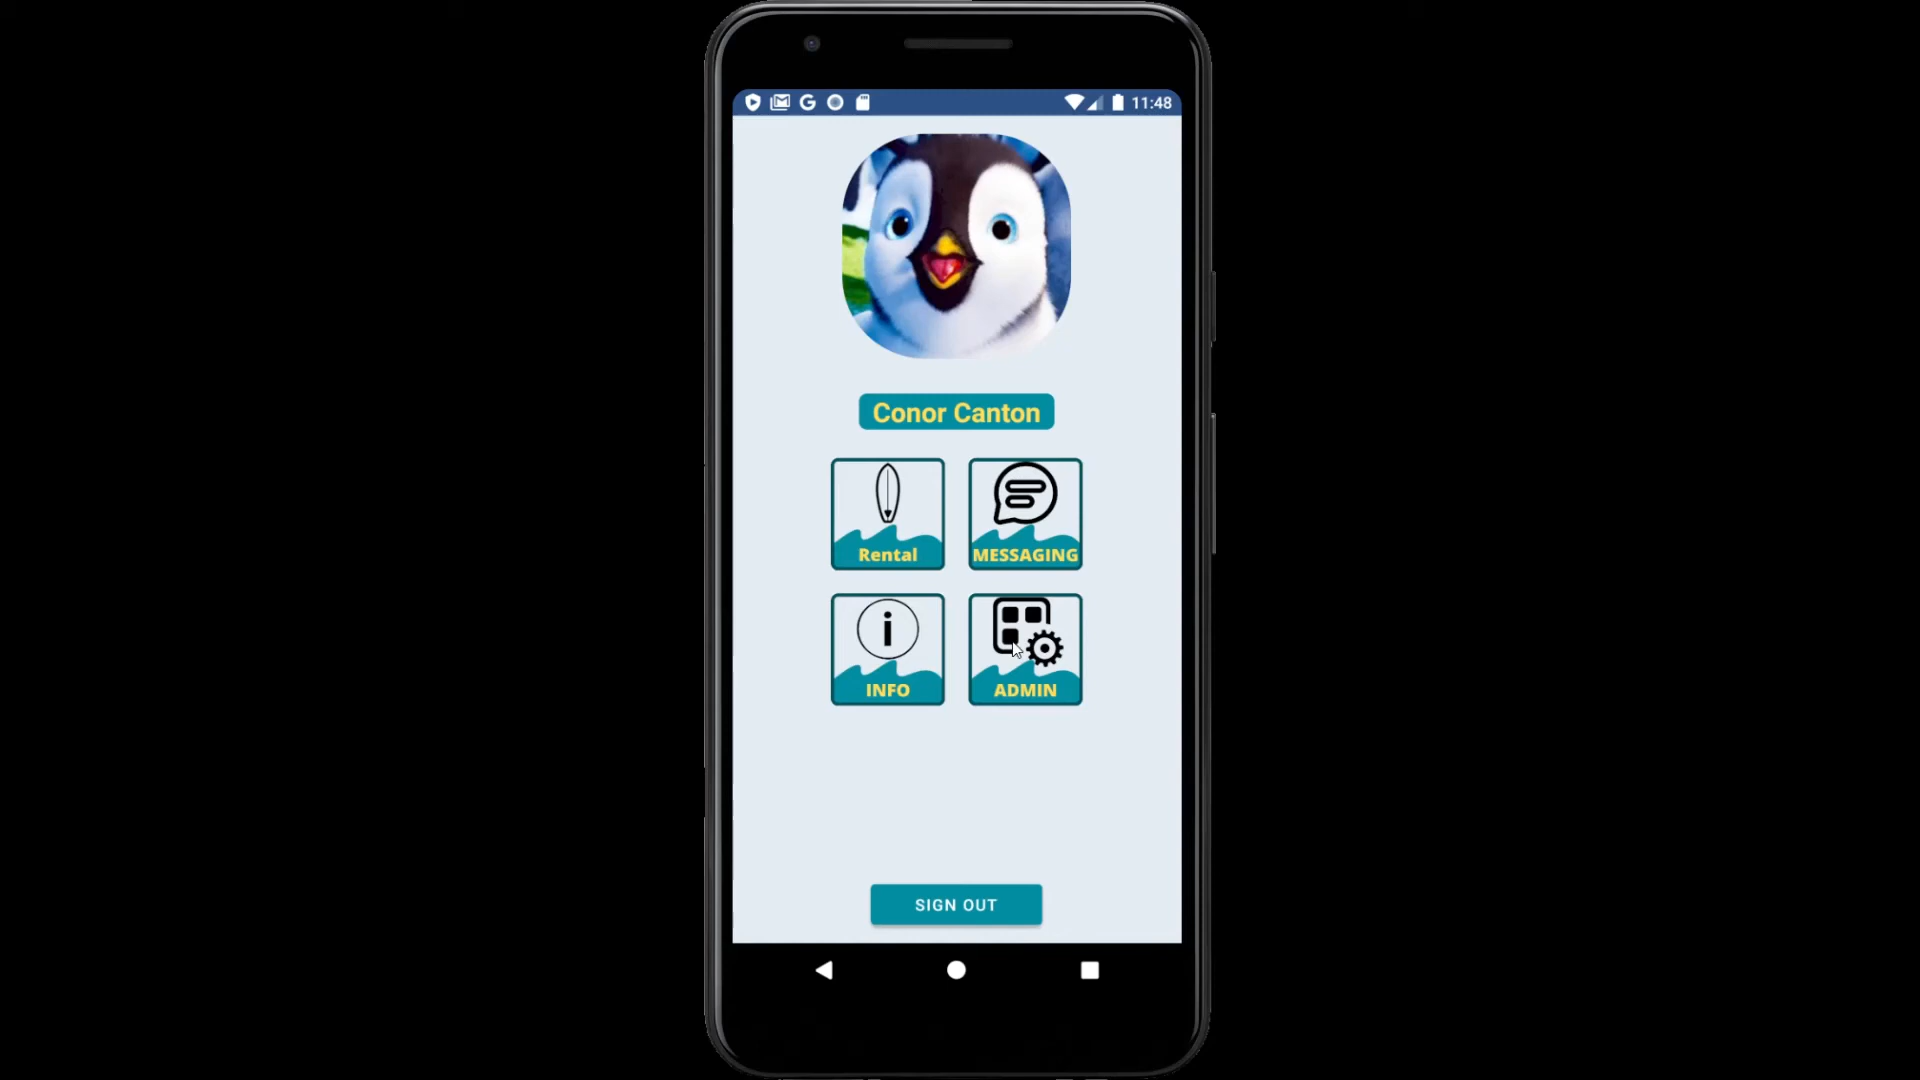 11:48
Conor Canton
Rental
MESSAGING
INFO
ADMIN
SIGN OUT